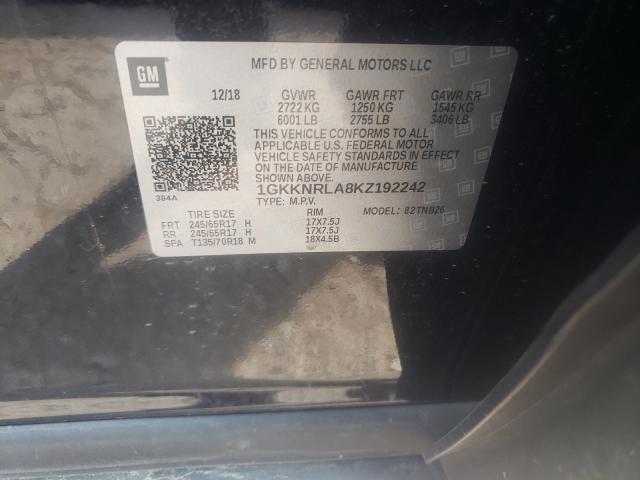 GM
MFD BY GENERAL MOTORS LLC
12/18 GVWR GAWR FRT GAWR RR
2722 KG 1250 KG 1545 KG
6001 LB 2755 LB 3406 LB
THIS VEHICLE CONFORMS TO ALL
APPLICABLE U.S. FEDERAL MOTOR
VEHICLE SAFETY STANDARDS IN EFFECT
ON THE DATE OF MANUFACTURE
SHOWN ABOVE.
384A 1GKKNRLA8KZ192242
TYPE: M.P.V. MODEL: 82TNB26
TIRE SIZE RIM
FRT 245/65R17 H 17X7.5J
RR 245/65R17 H 17X7.5J
SPA T135/70R18 M 18X4.5B